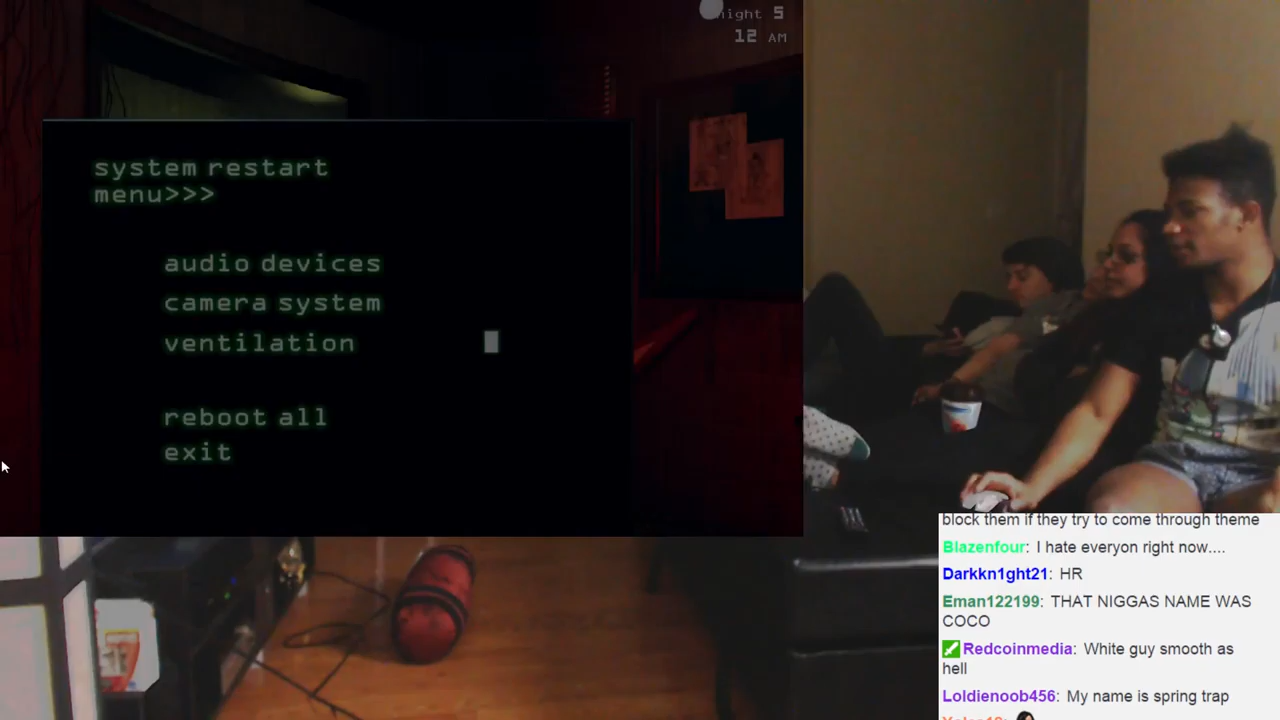 night 5
12 AM
system restart
menu>>>
audio devices
camera system
ventilation
reboot all
exit
block them if they try to come through theme
Blazenfour: I hate everyon right now....
Darkkn1ght21: HR
Eman122199: THAT NIGGAS NAME WAS
COCO
Redcoinmedia: White guy smooth as
hell
Loldienoob456: My name is spring trap